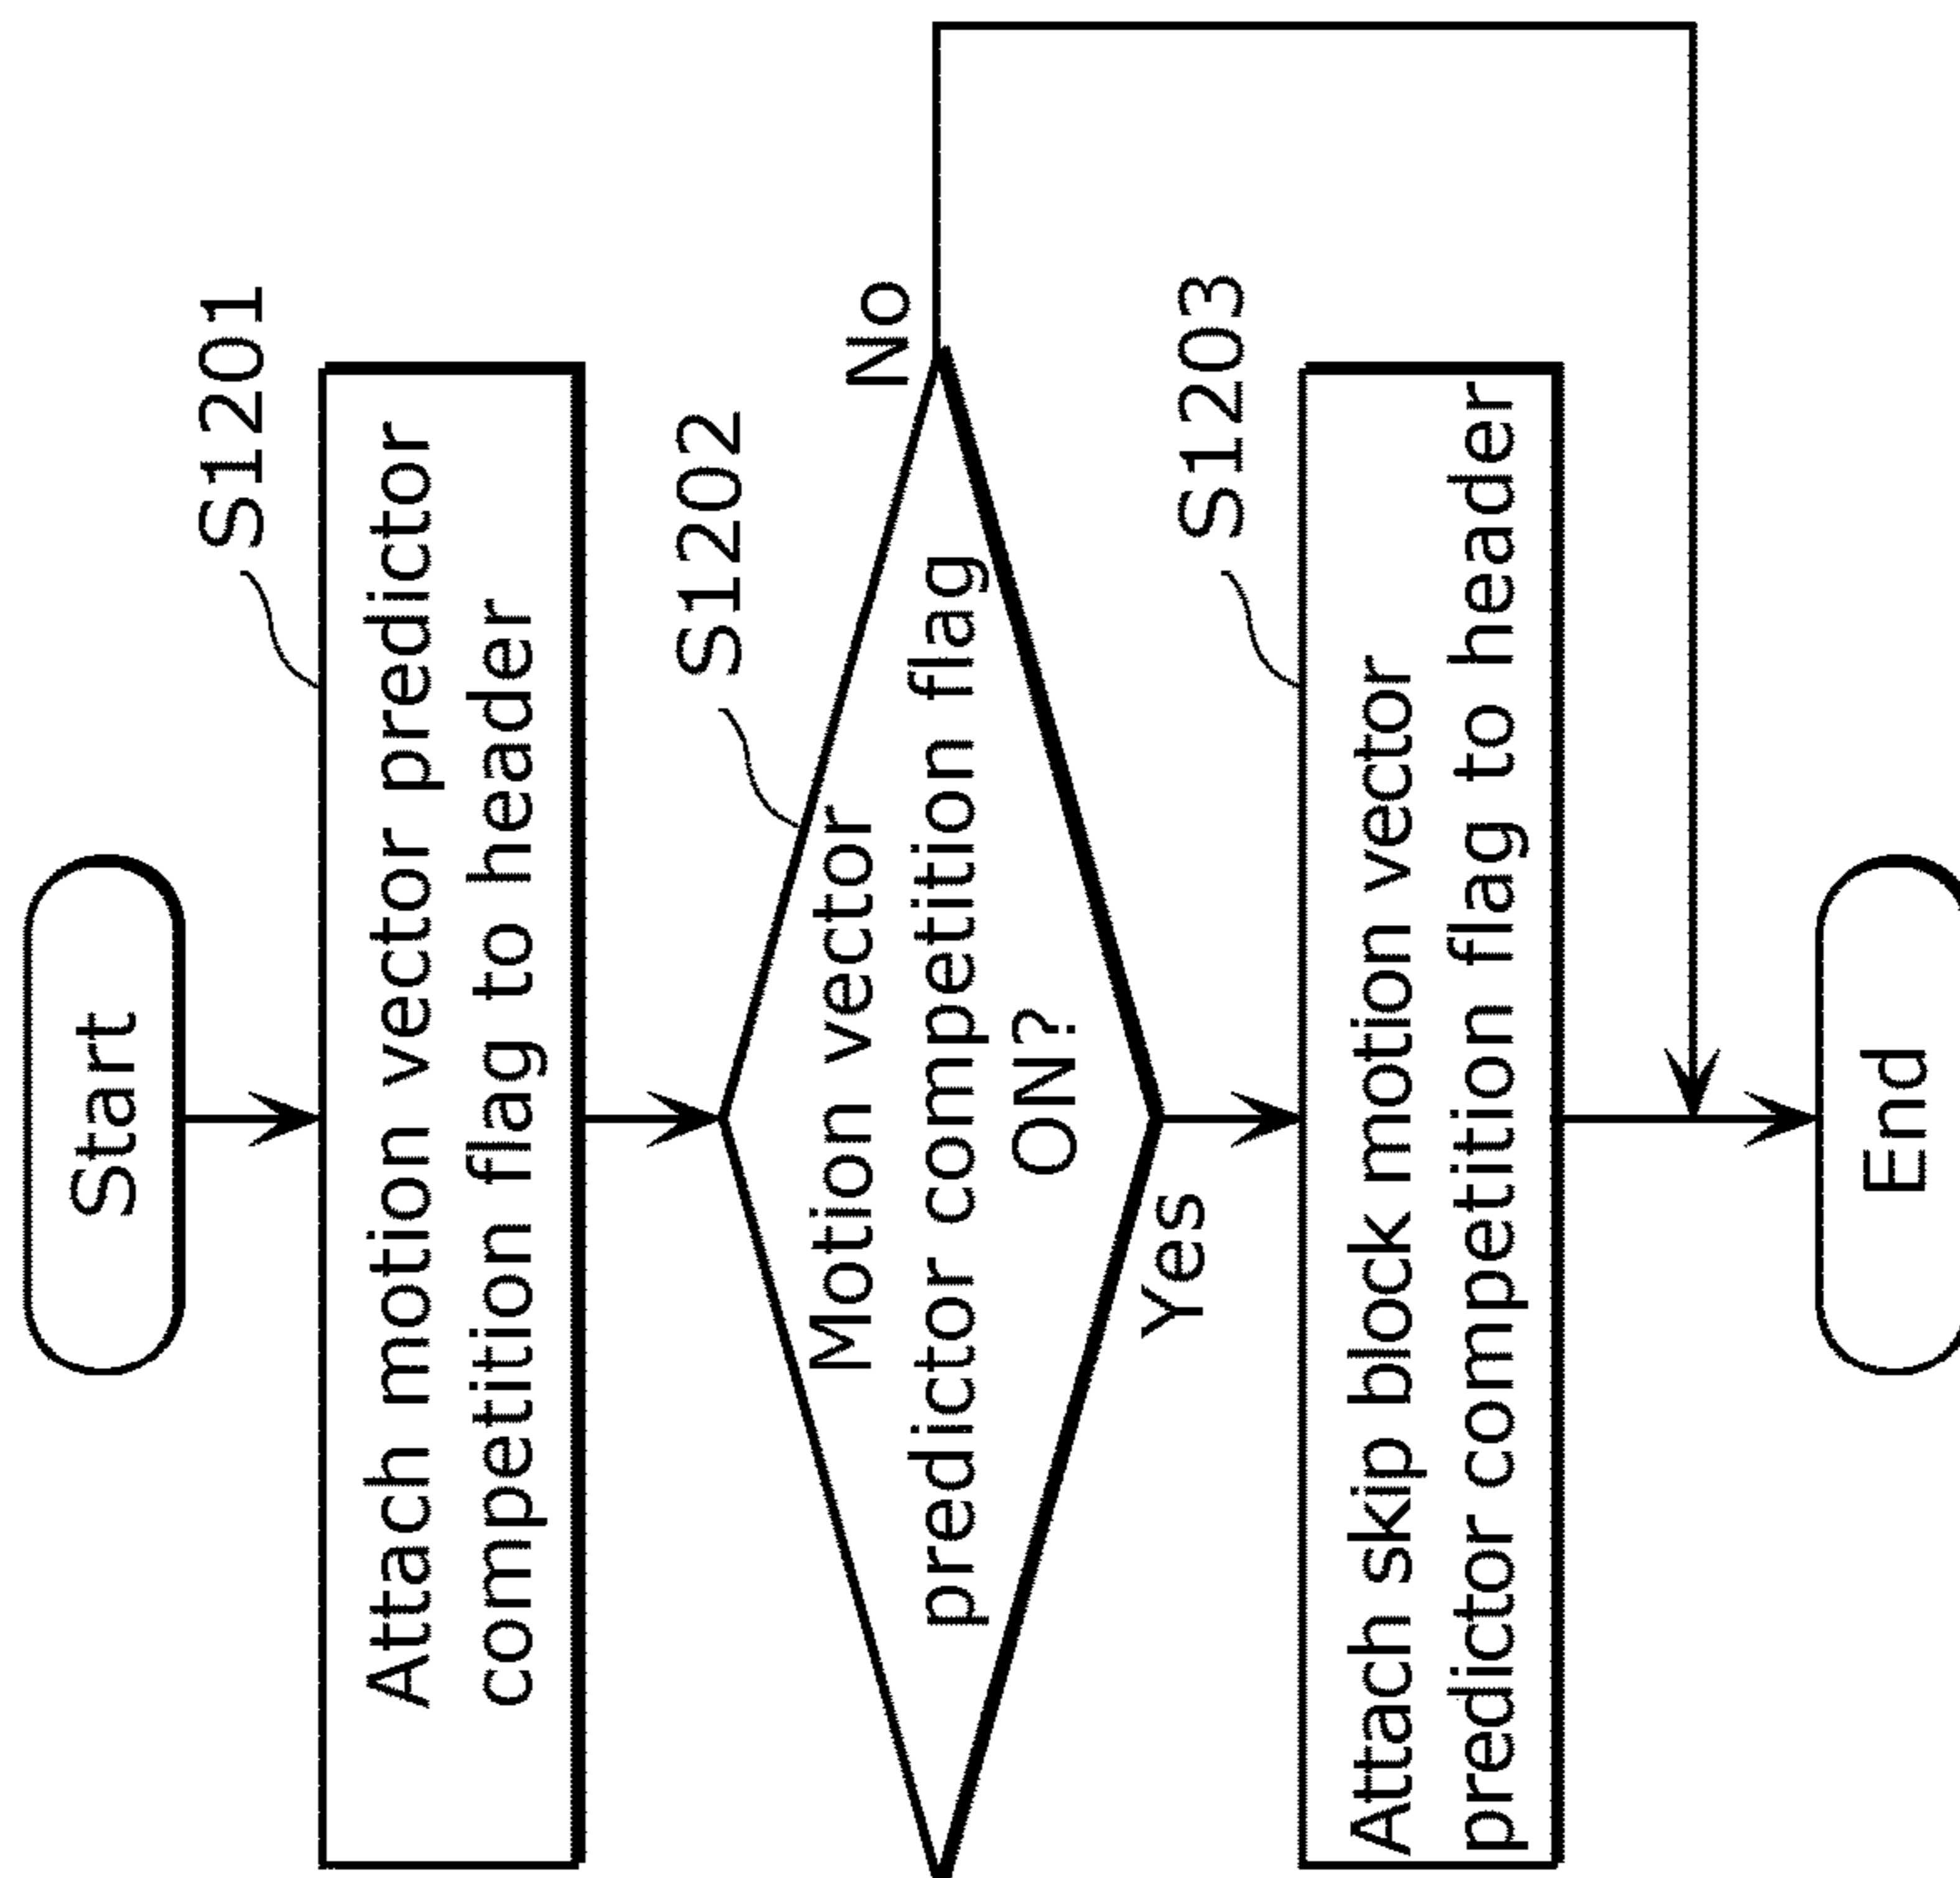 Start
S1201
Attach motion vector predictor
competition flag to header
S1202
Motion vector
predictor competition flag
ON?
No
Yes
S1203
Attach skip block motion vector
predictor competition flag to header
End